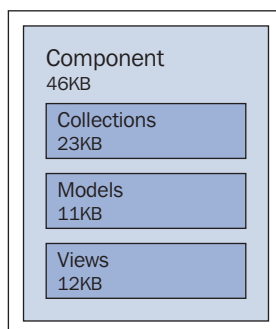 Component
46KB
Collections
23KB
Models
11KB
Views
12KB